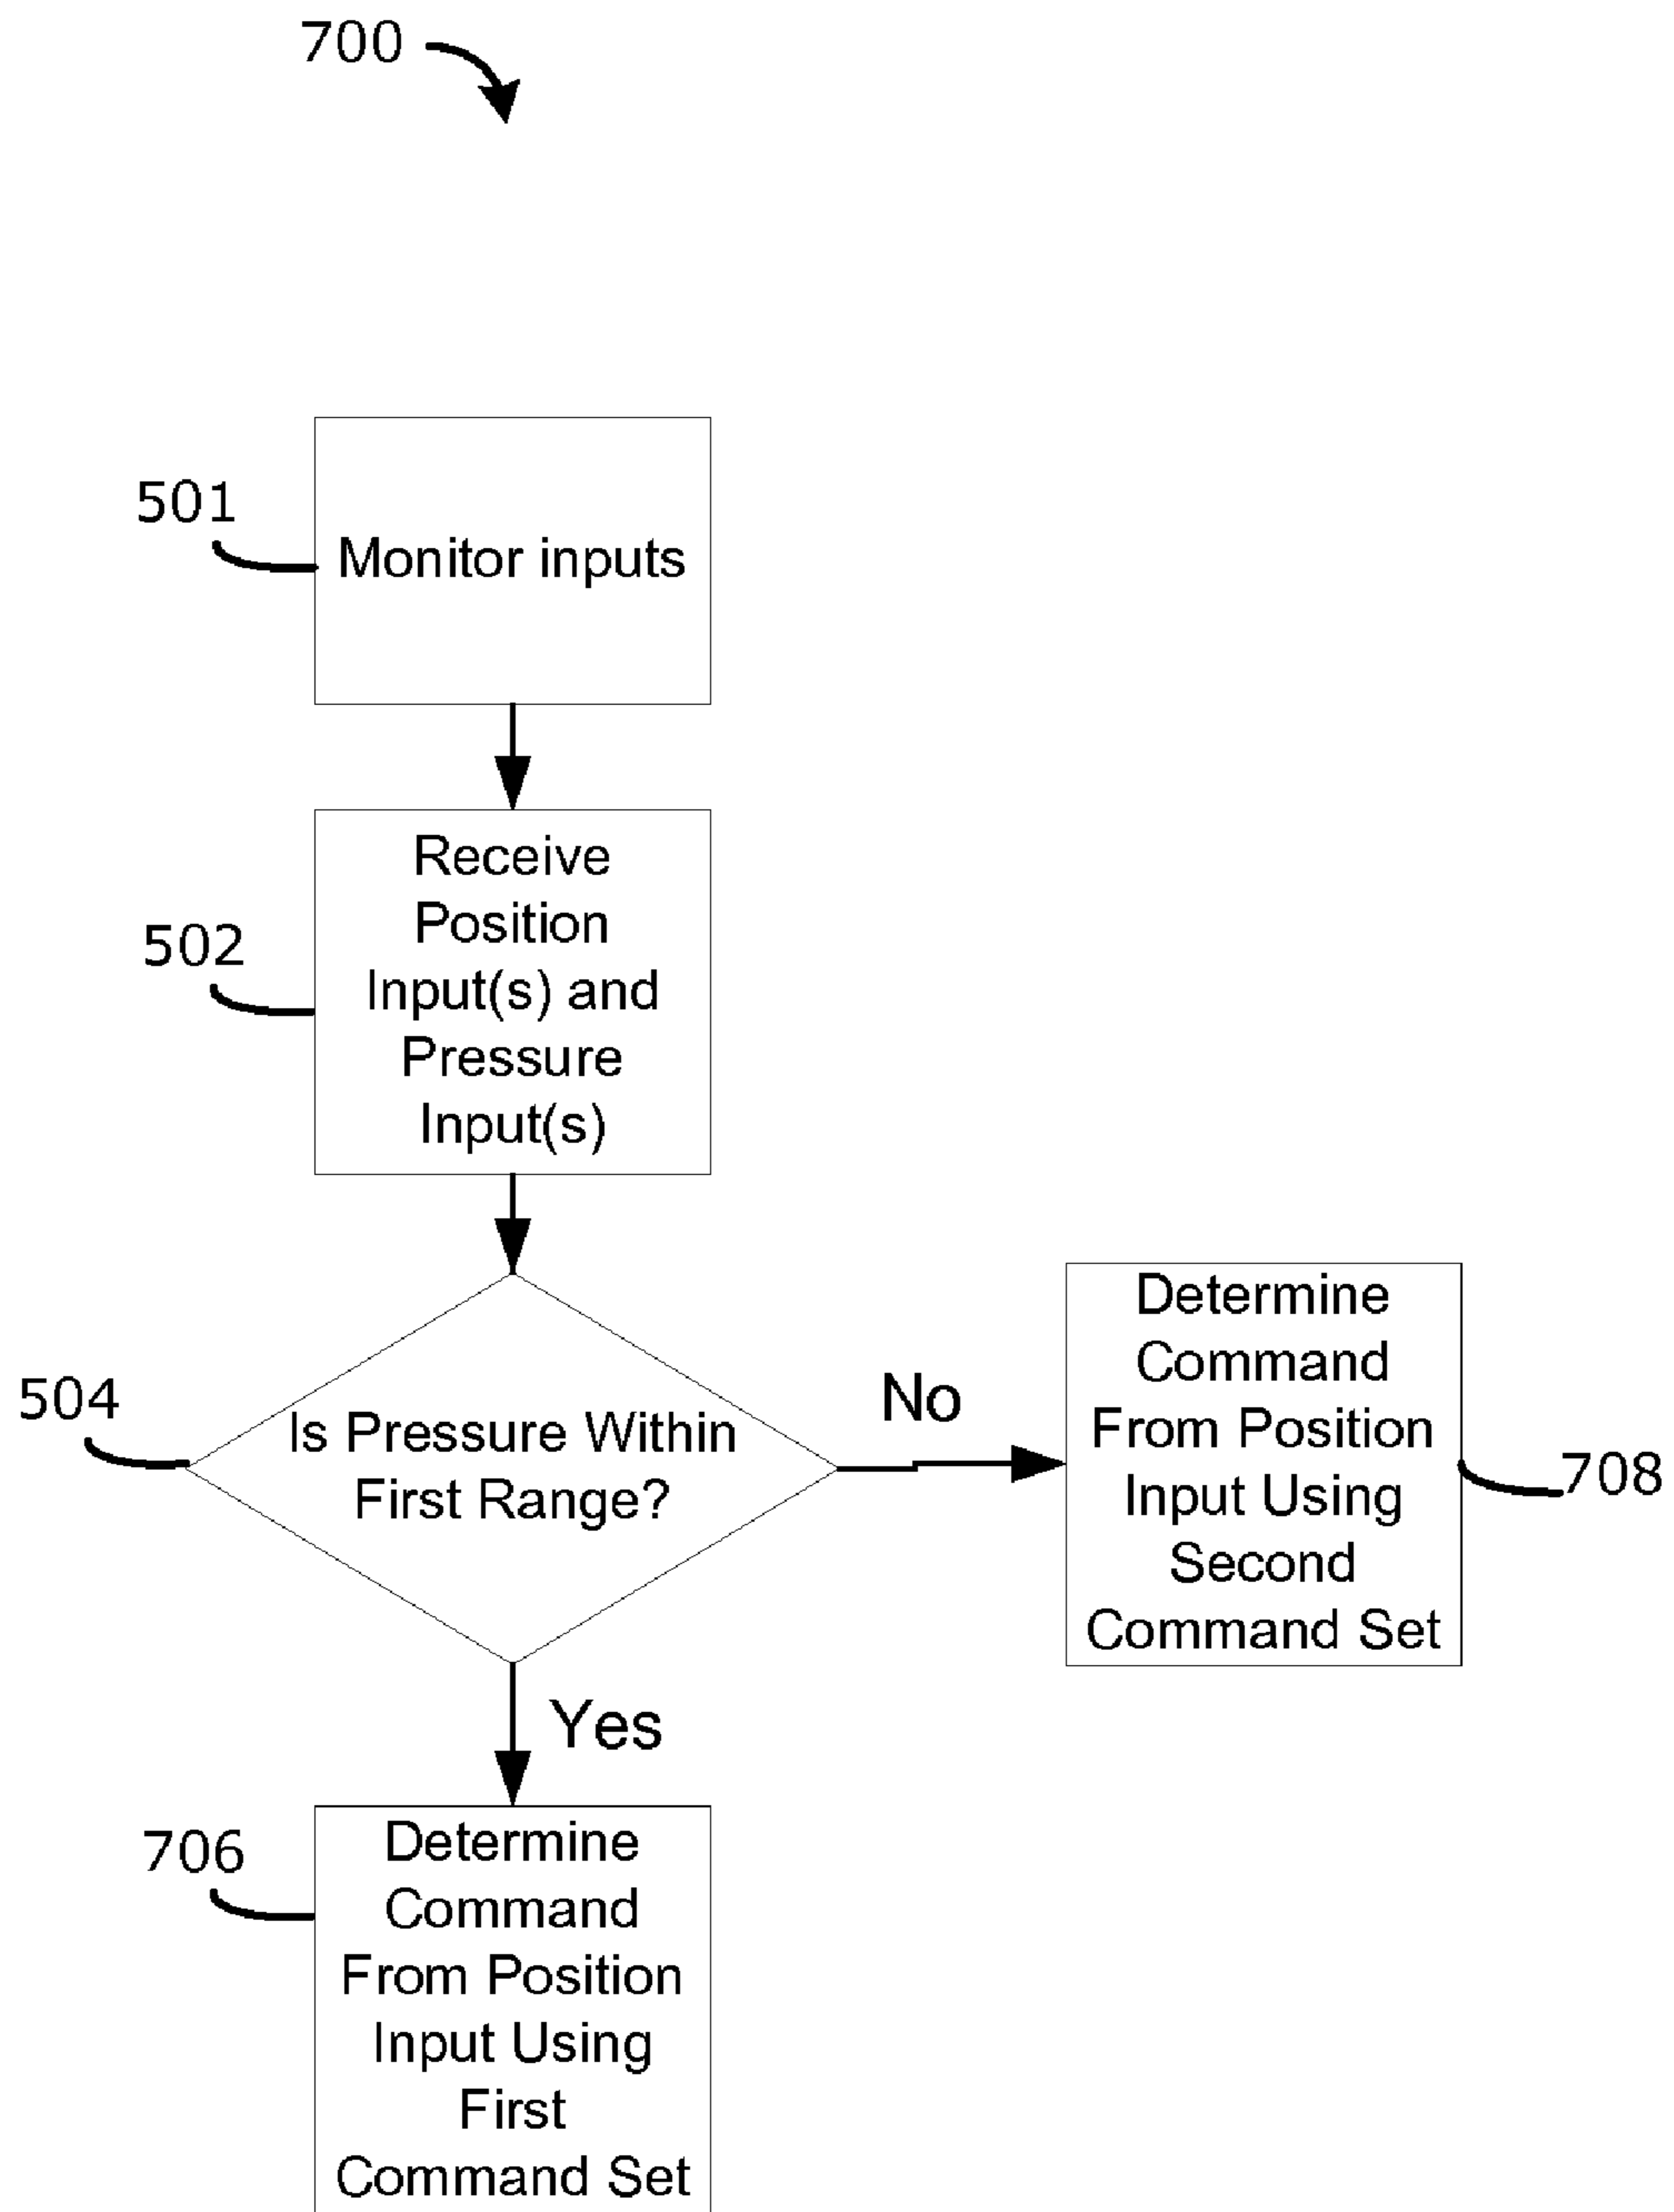 700
501
Monitor inputs
502
Receive
Position
Input(s) and
Pressure
Input(s)
504
Is Pressure Within
First Range?
No
Determine
Command
From Position
Input Using
Second
Command Set
708
Yes
706
Determine
Command
From Position
Input Using
First
Command Set